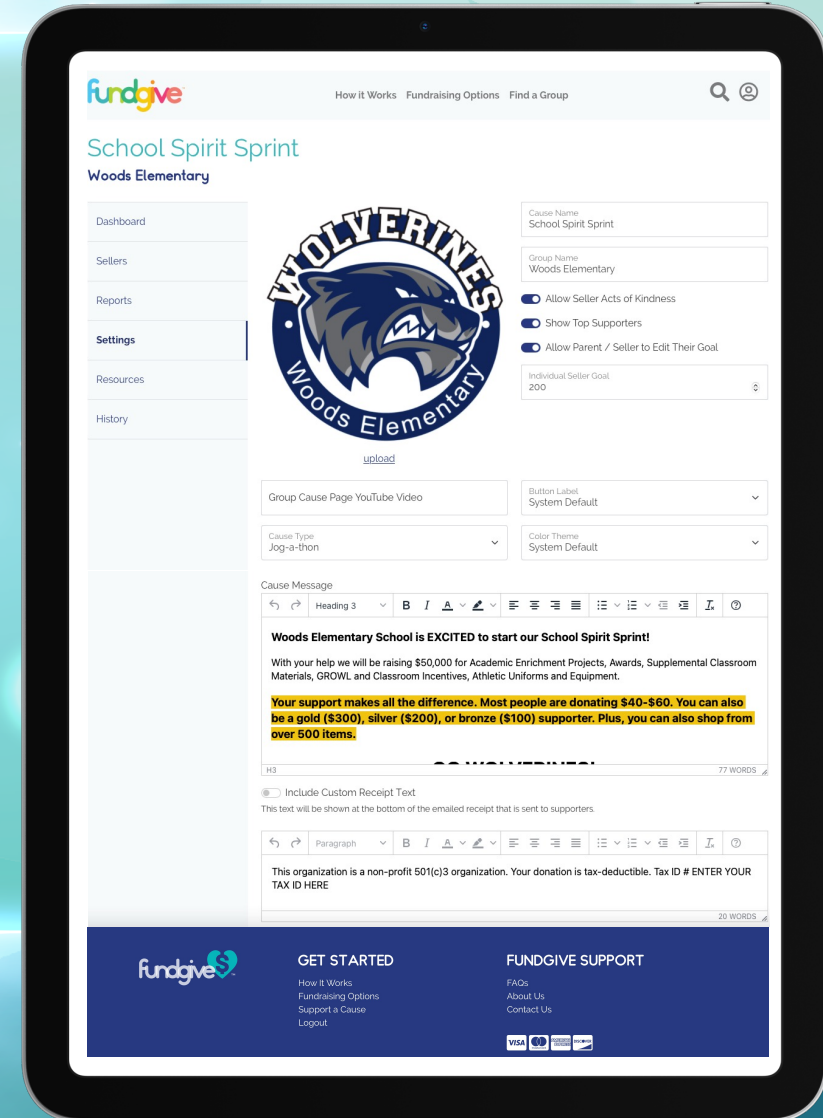 fundgive
How it Works Fundraising Options Find a Group
School Spirit Sprint
Woods Elementary
Dashboard
Sellers
Reports
Settings
Resources
History
WOLVERINES
Woods Elementary
upload
Cause Name
School Spirit Sprint
Group Name
Woods Elementary
Allow Seller Acts of Kindness
Show Top Supporters
Allow Parent / Seller to Edit Their Goal
Individual Seller Goal
200
Group Cause Page YouTube Video
Button Label
System Default
Cause Type
Jog-a-thon
Color Theme
System Default
Cause Message
Heading 3 B I A
Woods Elementary School is EXCITED to start our School Spirit Sprint!
With your help we will be raising $50,000 for Academic Enrichment Projects, Awards, Supplemental Classroom
Materials, GROWL and Classroom Incentives, Athletic Uniforms and Equipment.
Your support makes all the difference. Most people are donating $40-$60. You can also
be a gold ($300), silver ($200), or bronze ($100) supporter. Plus, you can also shop from
over 500 items.
GO WOLVERINES!
H3 77 WORDS
Include Custom Receipt Text
This text will be shown at the bottom of the emailed receipt that is sent to supporters.
Paragraph B I A
This organization is a non-profit 501(c)3 organization. Your donation is tax-deductible. Tax ID # ENTER YOUR
TAX ID HERE
20 WORDS
fundgive
GET STARTED
How It Works
Fundraising Options
Support a Cause
Logout
FUNDGIVE SUPPORT
FAQs
About Us
Contact Us
VISA
DISCOVER